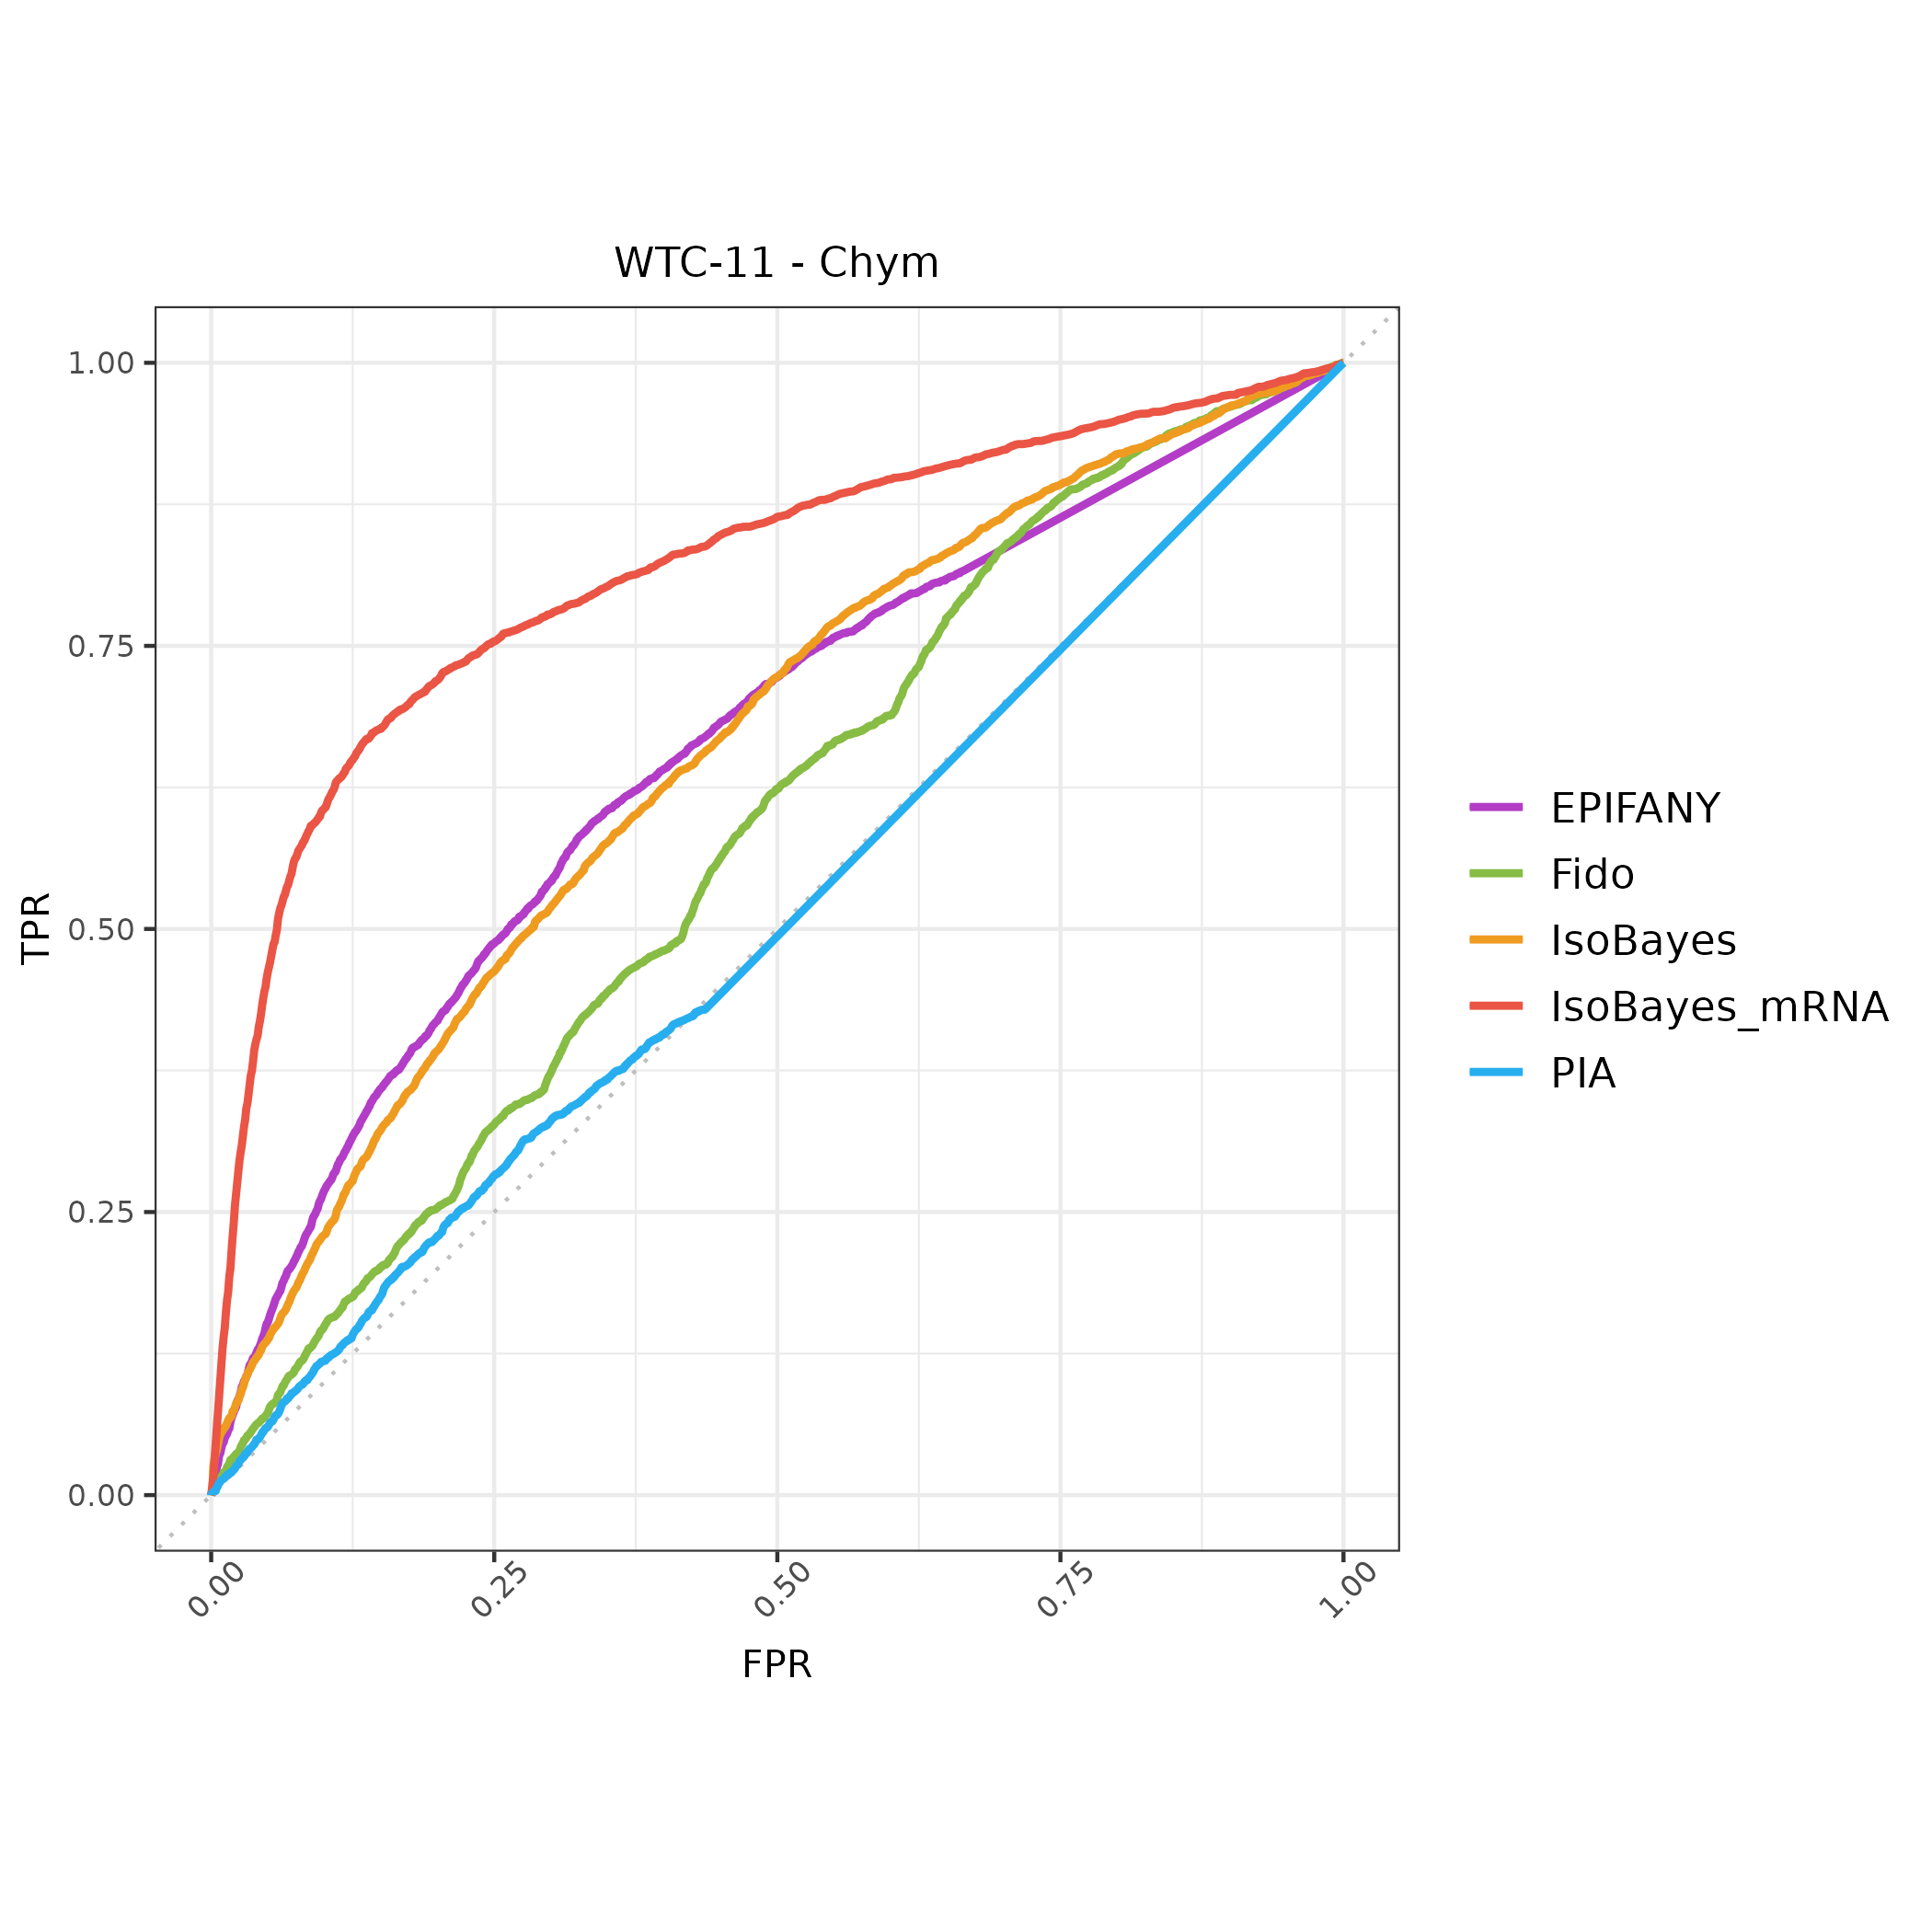 WTC-11 - Chym
TPR
1.00
0.75
0.50
0.25
0.00
0.00
0.25
0.50
0.75
1.00
FPR
EPIFANY
Fido
IsoBayes
IsoBayes_mRNA
PIA